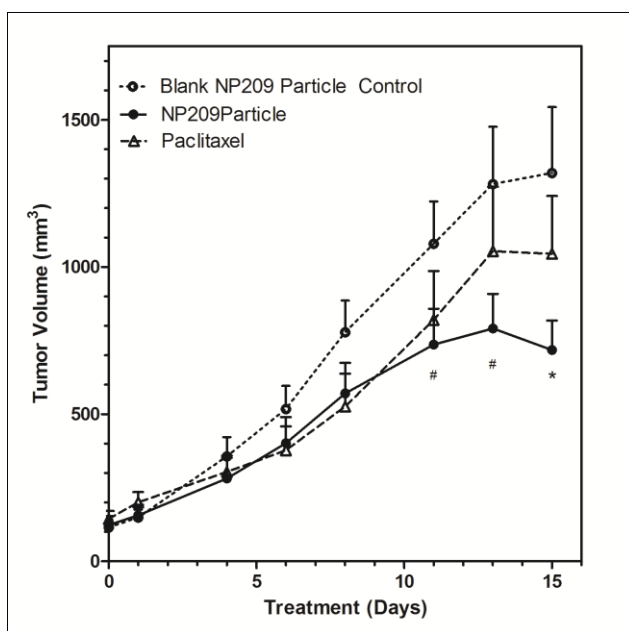 Blank NP209 Particle Control
NP209Particle
Paclitaxel
1500
1000
500
0
Tumor Volume (mm³)
#
#
*
0
5
10
15
Treatment (Days)